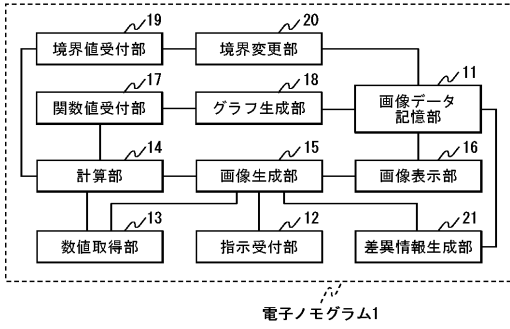 19
境界値受付部
20
境界変更部
17
関数値受付部
18
グラフ生成部
11
画像データ
記憶部
14
計算部
15
画像生成部
16
画像表示部
13
数値取得部
12
指示受付部
21
差異情報生成部
電子ノモグラム1